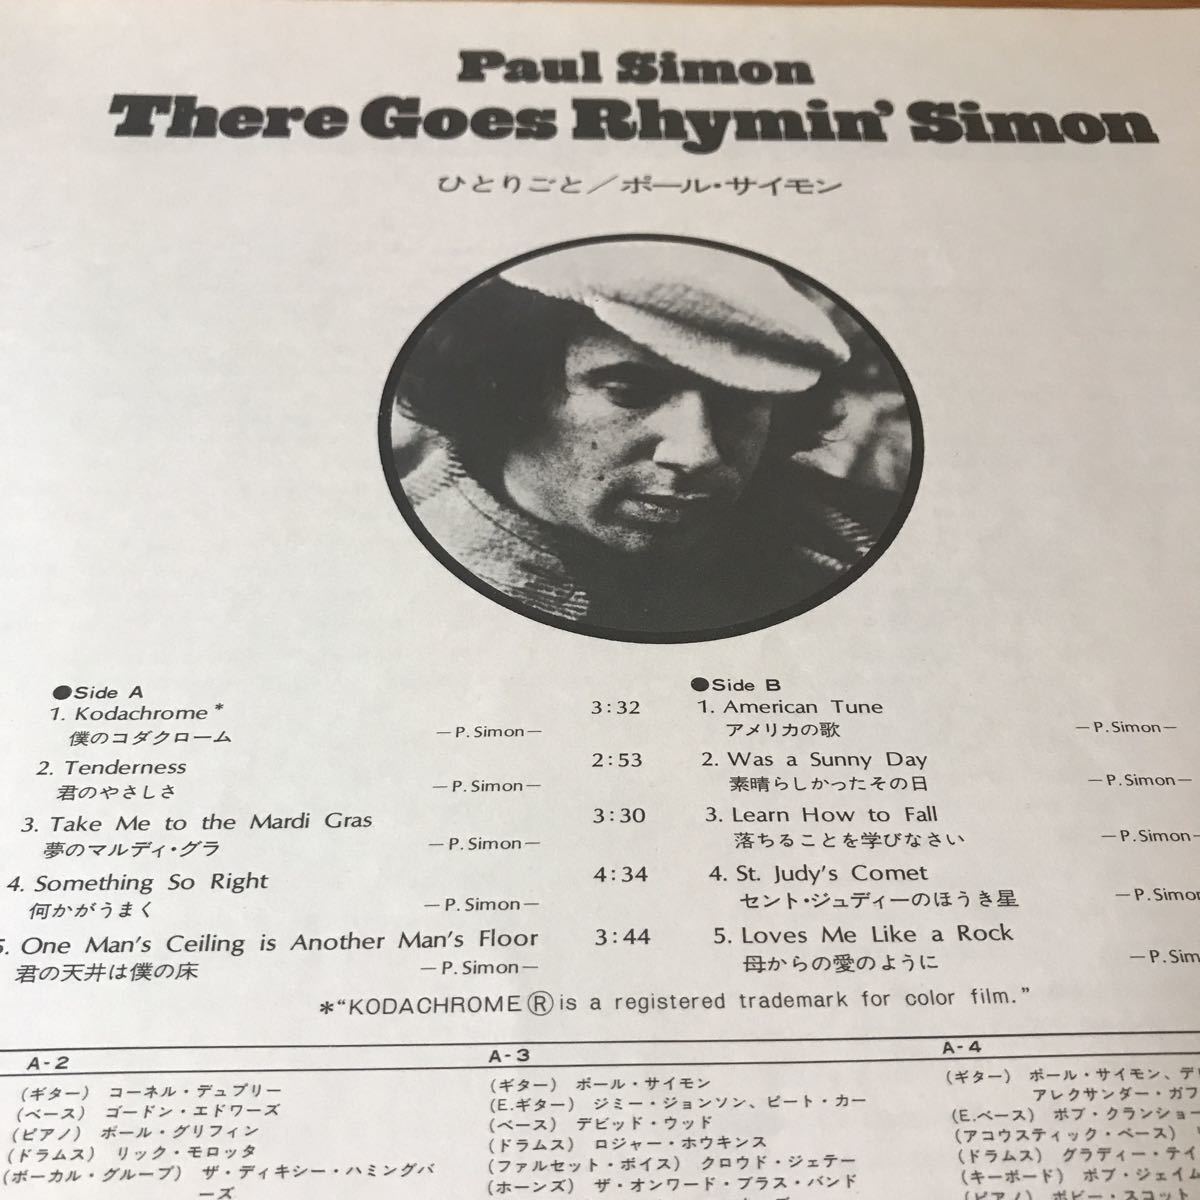 Paul Simon
There Goes Rhymin' Simon
ひとりごと／ポール・サイモン
●Side A
1. Kodachrome* 3:32
僕のコダクローム —P. Simon—
2. Tenderness 2:53
君のやさしさ —P. Simon—
3. Take Me to the Mardi Gras 3:30
夢のマルディ・グラ —P. Simon—
4. Something So Right 4:34
何かがうまく —P. Simon—
5. One Man's Ceiling is Another Man's Floor 3:44
君の天井は僕の床 —P. Simon—
●Side B
1. American Tune
アメリカの歌 —P. Simon—
2. Was a Sunny Day
素晴らしかったその日 —P. Simon—
3. Learn How to Fall
落ちることを学びなさい —P. Simon—
4. St. Judy's Comet
セント・ジュディーのほうき星 —P. Simon
5. Loves Me Like a Rock
母からの愛のように —P. Sim
*“KODACHROME Ⓡ is a registered trademark for color film.”
A-2
（ギター） コーネル・デュプリー
（ベース） ゴードン・エドワーズ
（ピアノ） ポール・グリフィン
（ドラムス） リック・モロッタ
（ボーカル・グループ） ザ・ディキシー・ハミングバ
ーズ
A-3
（ギター） ポール・サイモン
（E.ギター） ジミー・ジョンソン、ピート・カー
（ベース） デビッド・ウッド
（ドラムス） ロジャー・ホウキンス
（ファルセット・ボイス） クロウド・ジェテー
（ホーンズ） ザ・オンワード・ブラス・バンド
A-4
（ギター） ポール・サイモン、デ
アレクサンダー・ガフ
（E.ベース） ボブ・クランショー
（アコウスティック・ベース）
（ドラムス） グラディー・テイ
（キーボード） ボブ・ジェイム
（ピアノ） ボビー・スコット